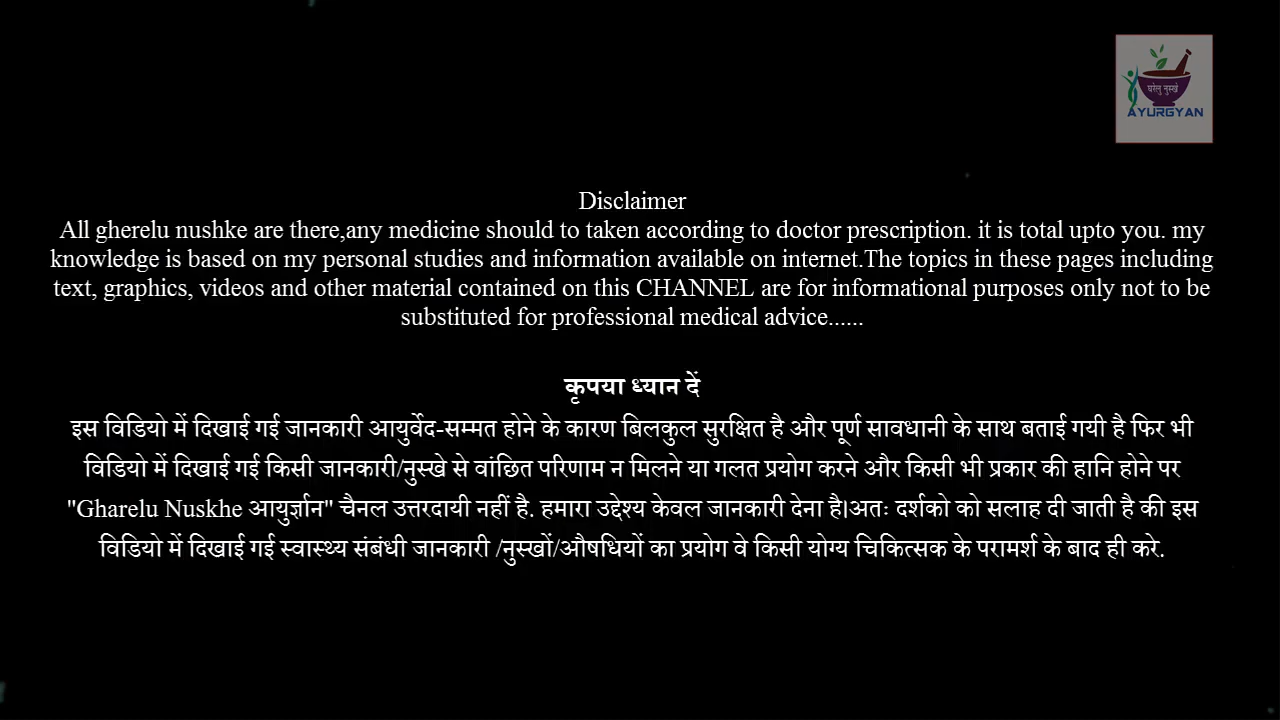 घरेलु नुस्खे
AYURGYAN
Disclaimer
All gherelu nushke are there,any medicine should to taken according to doctor prescription. it is total upto you. my
knowledge is based on my personal studies and information available on internet.The topics in these pages including
text, graphics, videos and other material contained on this CHANNEL are for informational purposes only not to be
substituted for professional medical advice......
कृपया ध्यान दें
इस विडियो में दिखाई गई जानकारी आयुर्वेद-सम्मत होने के कारण बिलकुल सुरक्षित है और पूर्ण सावधानी के साथ बताई गयी है फिर भी
विडियो में दिखाई गई किसी जानकारी/नुस्खे से वांछित परिणाम न मिलने या गलत प्रयोग करने और किसी भी प्रकार की हानि होने पर
"Gharelu Nuskhe आयुर्ज्ञान" चैनल उत्तरदायी नहीं है. हमारा उद्देश्य केवल जानकारी देना है।अतः दर्शको को सलाह दी जाती है की इस
विडियो में दिखाई गई स्वास्थ्य संबंधी जानकारी /नुस्खों/औषधियों का प्रयोग वे किसी योग्य चिकित्सक के परामर्श के बाद ही करे.